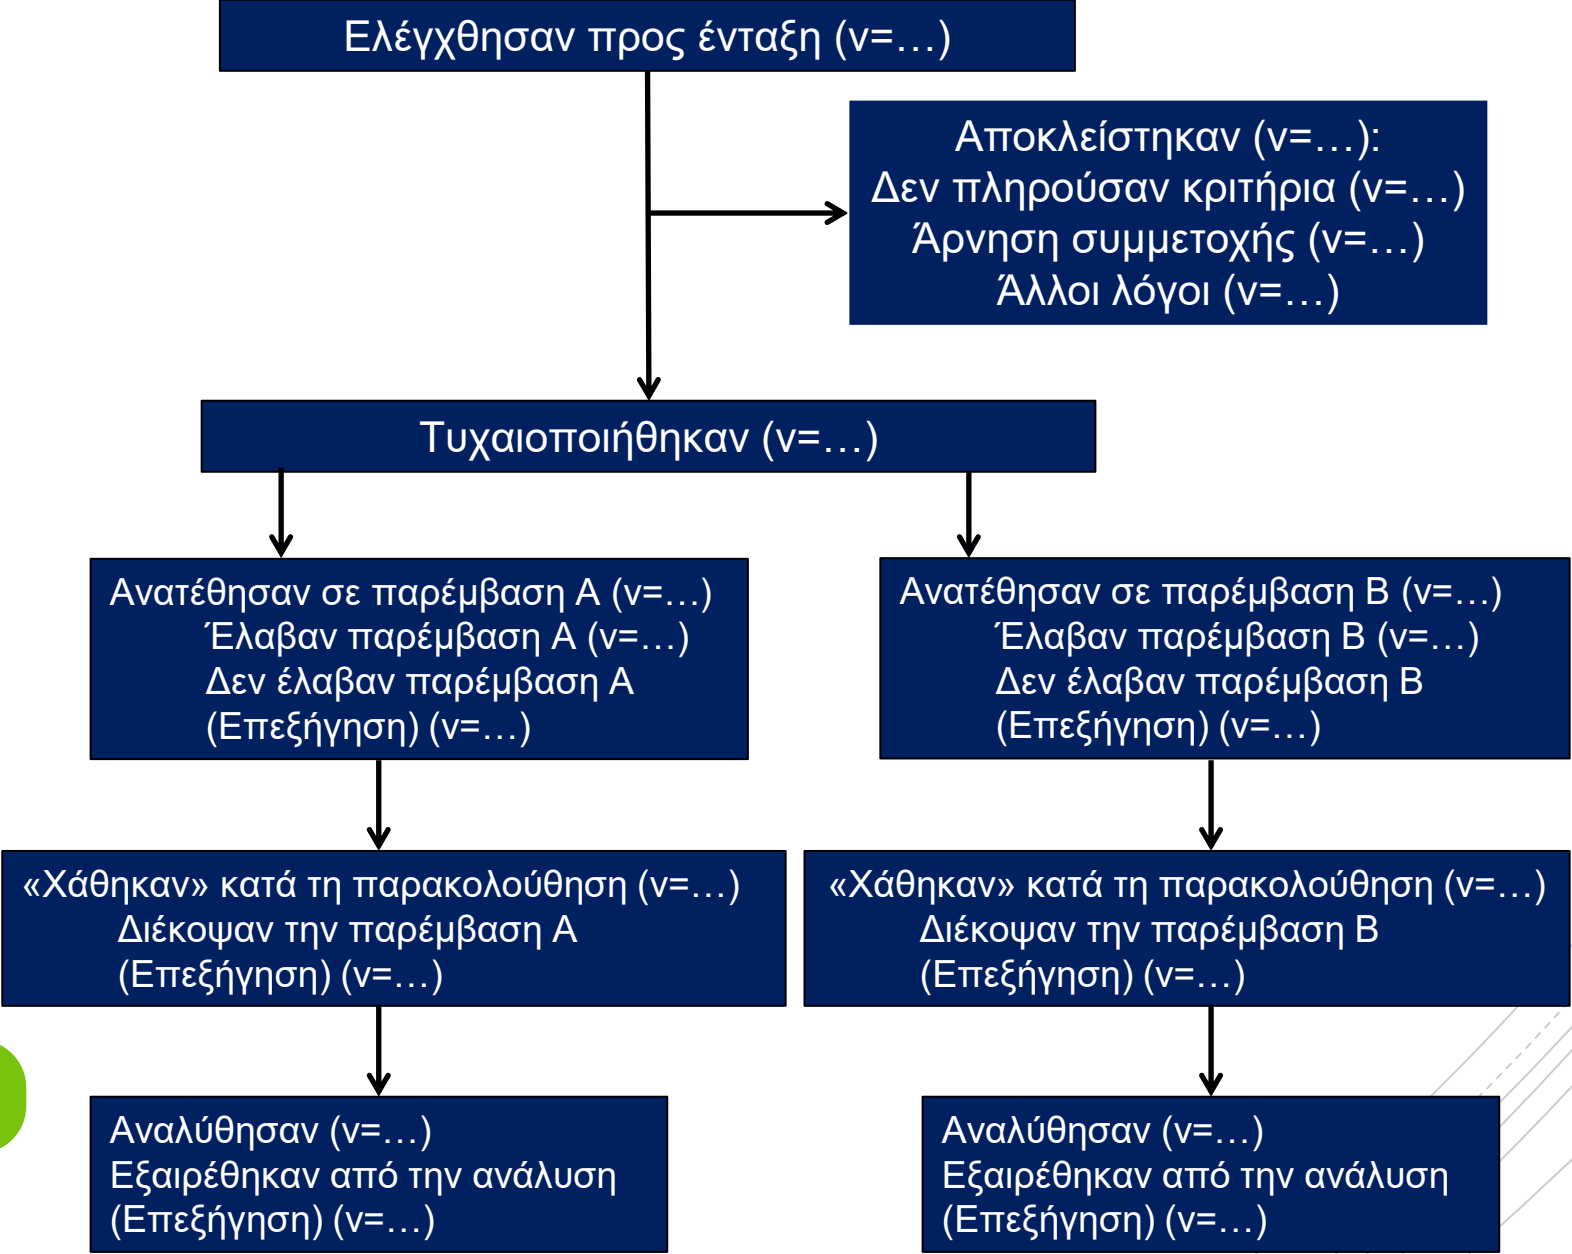 Ελέγχθησαν προς ένταξη (ν=…)
Αποκλείστηκαν (ν=…):
Δεν πληρούσαν κριτήρια (ν=…)
Άρνηση συμμετοχής (ν=…)
Άλλοι λόγοι (ν=…)
Τυχαιοποιήθηκαν (ν=…)
Ανατέθησαν σε παρέμβαση Α (ν=…)
Έλαβαν παρέμβαση Α (ν=…)
Δεν έλαβαν παρέμβαση Α
(Επεξήγηση) (ν=…)
Ανατέθησαν σε παρέμβαση Β (ν=…)
Έλαβαν παρέμβαση Β (ν=…)
Δεν έλαβαν παρέμβαση Β
(Επεξήγηση) (ν=…)
«Χάθηκαν» κατά τη παρακολούθηση (ν=…)
Διέκοψαν την παρέμβαση Α
(Επεξήγηση) (ν=…)
«Χάθηκαν» κατά τη παρακολούθηση (ν=…)
Διέκοψαν την παρέμβαση Β
(Επεξήγηση) (ν=…)
Αναλύθησαν (ν=…)
Εξαιρέθηκαν από την ανάλυση
(Επεξήγηση) (ν=…)
Αναλύθησαν (ν=…)
Εξαιρέθηκαν από την ανάλυση
(Επεξήγηση) (ν=…)